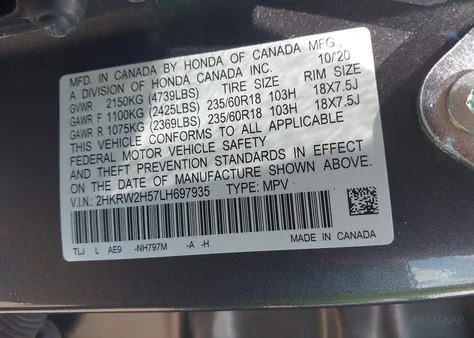 MFD. IN CANADA BY HONDA OF CANADA MFG., 10/20
A DIVISION OF HONDA CANADA INC.
GVWR 2150KG (4739LBS) TIRE SIZE RIM SIZE
GAWR F 1100KG (2425LBS) 235/60R18 103H 18X7.5J
GAWR R 1075KG (2369LBS) 235/60R18 103H 18X7.5J
THIS VEHICLE CONFORMS TO ALL APPLICABLE
FEDERAL MOTOR VEHICLE SAFETY
AND THEFT PREVENTION STANDARDS IN EFFECT
ON THE DATE OF MANUFACTURE SHOWN ABOVE.
V.I.N.: 2HKRW2H57LH697935 TYPE: MPV
TLJ L AE9 -NH797M -A -H MADE IN CANADA
AUTASNAP